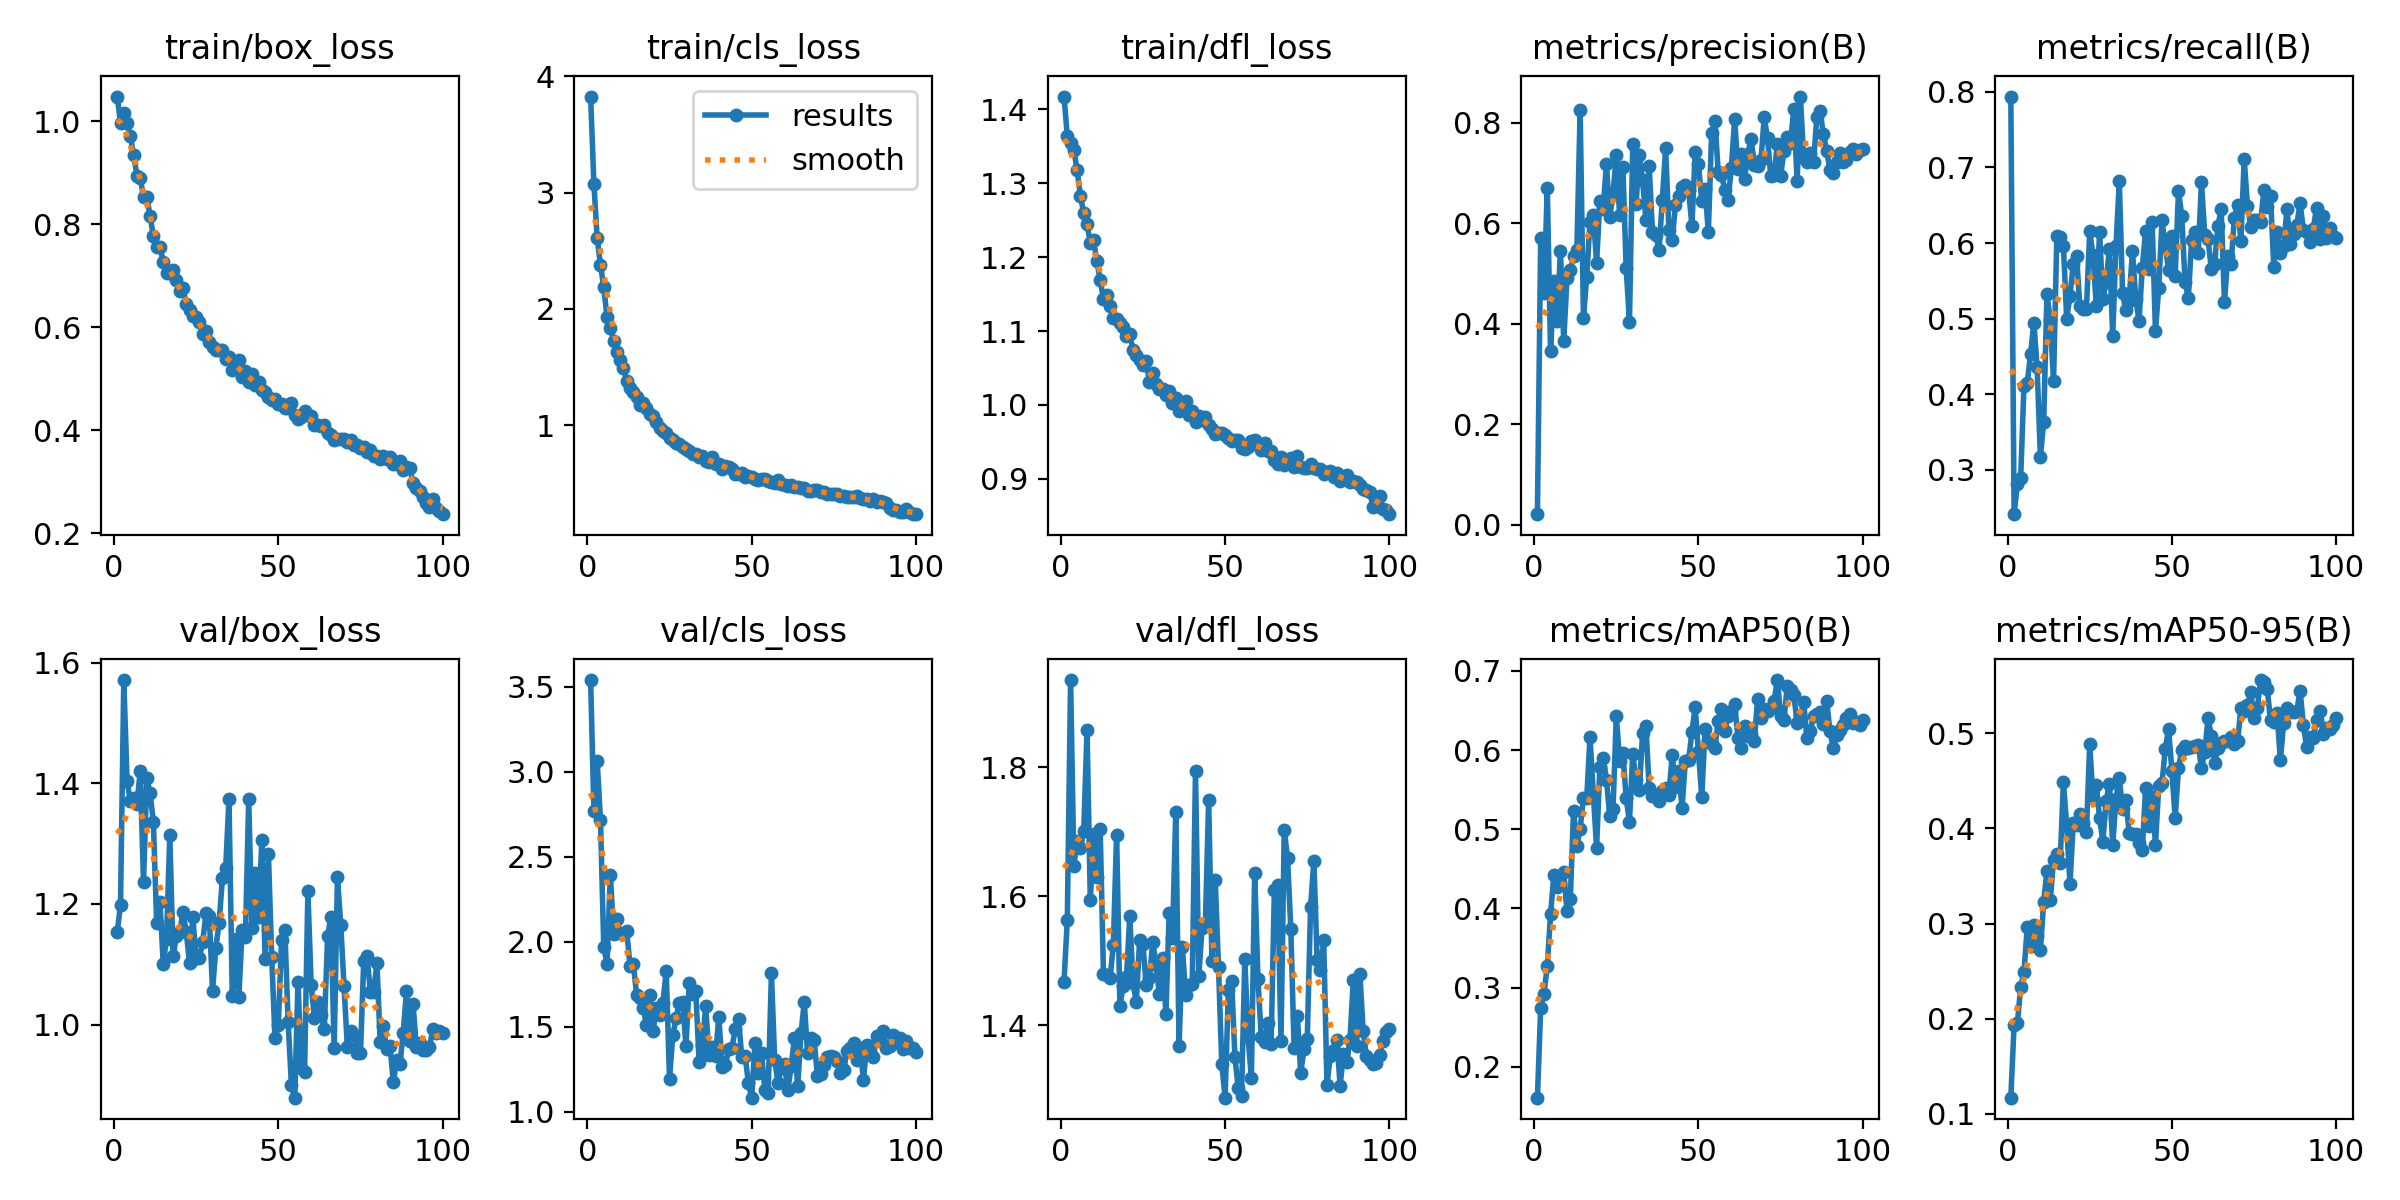 train/box_loss
1.0
0.8
0.6
0.4
0.2
0 50 100
train/cls_loss
results
smooth
4
3
2
1
0 50 100
train/dfl_loss
1.4
1.3
1.2
1.1
1.0
0.9
0 50 100
metrics/precision(B)
0.8
0.6
0.4
0.2
0.0
0 50 100
metrics/recall(B)
0.8
0.7
0.6
0.5
0.4
0.3
0 50 100
val/box_loss
1.6
1.4
1.2
1.0
0 50 100
val/cls_loss
3.5
3.0
2.5
2.0
1.5
1.0
0 50 100
val/dfl_loss
1.8
1.6
1.4
0 50 100
metrics/mAP50(B)
0.7
0.6
0.5
0.4
0.3
0.2
0 50 100
metrics/mAP50-95(B)
0.5
0.4
0.3
0.2
0.1
0 50 100